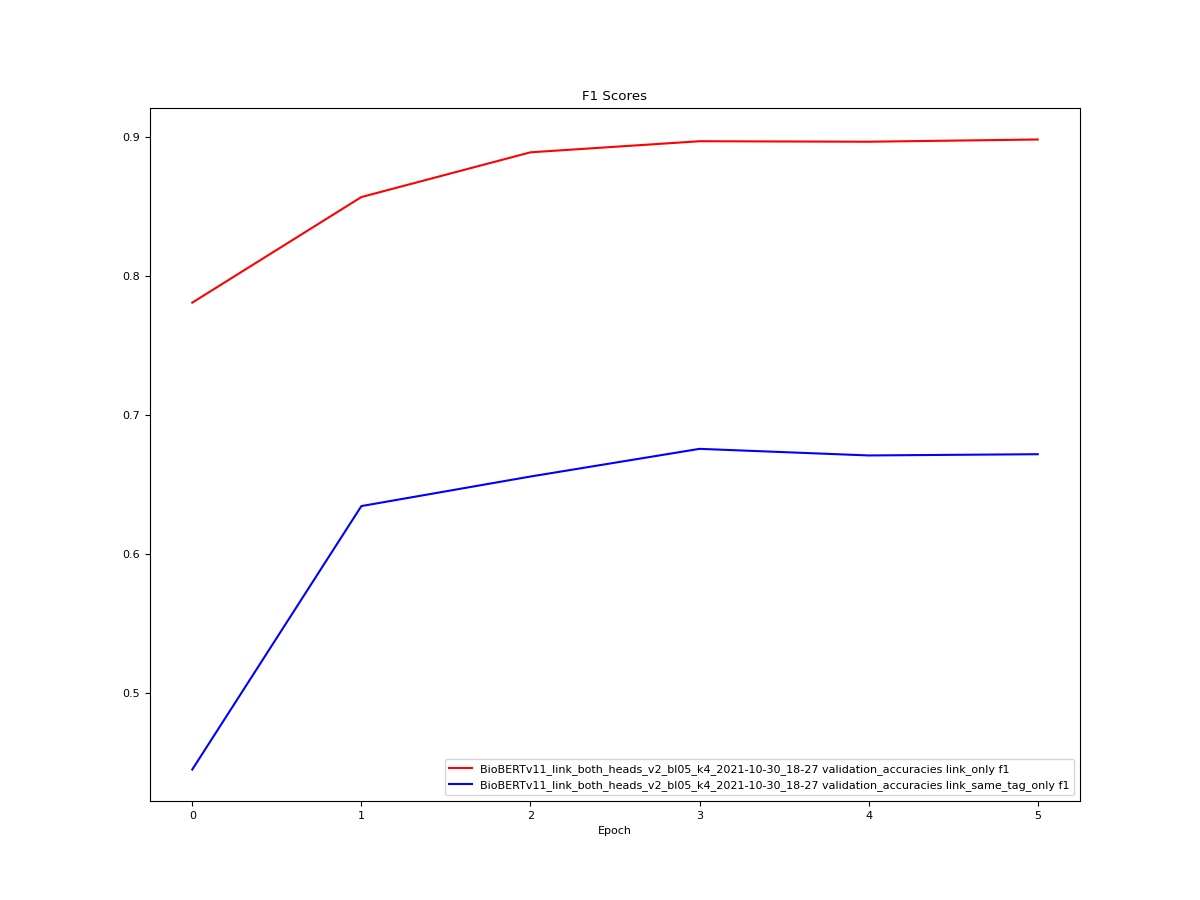 F1 Scores
0.9
0.8
0.7
0.6
0.5
BioBERTv11_link_both_heads_v2_bl05_k4_2021-10-30_18-27 validation_accuracies link_only f1
BioBERTv11_link_both_heads_v2_bl05_k4_2021-10-30_18-27 validation_accuracies link_same_tag_only f1
0 1 2 3 4 5
Epoch